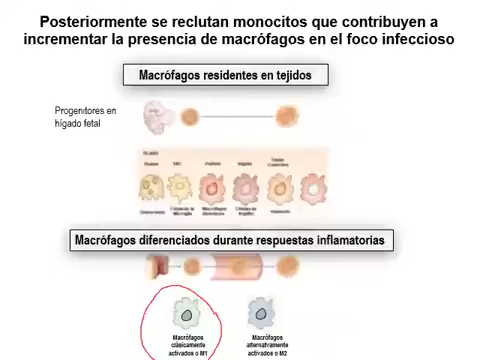 Posteriormente se reclutan monocitos que contribuyen a
incrementar la presencia de macrófagos en el foco infeccioso
Macrófagos residentes en tejidos
Progenitores en
hígado fetal
Macrófagos diferenciados durante respuestas inflamatorias
Macrófagos
clásicamente
activados o M1
Macrófagos
alternativamente
activados o M2